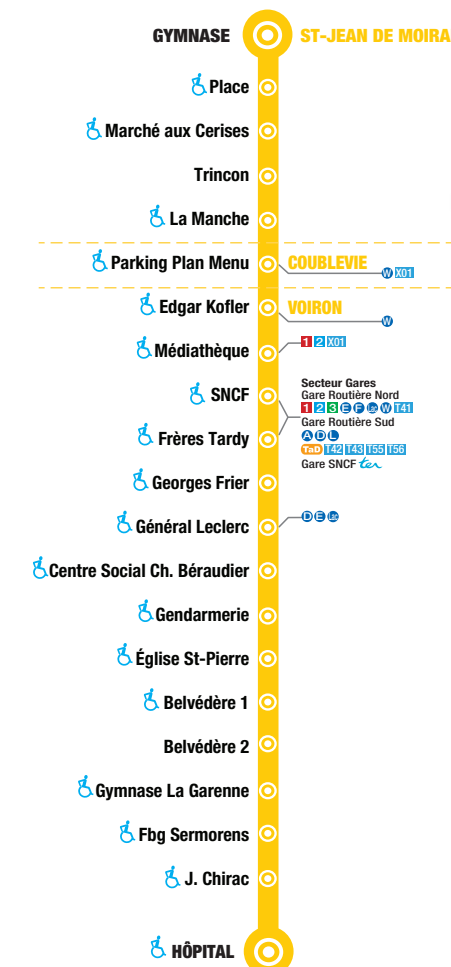 GYMNASE ST-JEAN DE MOIRA
Place
Marché aux Cerises
Trincon
La Manche
Parking Plan Menu COUBLEVIE
W X01
Edgar Kofler VOIRON
W
Médiathèque 1 2 X01
SNCF
Secteur Gares
Gare Routière Nord
1 2 3 E F Lac W T41
Gare Routière Sud
A D L
TaD T42 T43 T55 T56
Gare SNCF ter
Frères Tardy
Georges Frier
Général Leclerc D E Lac
Centre Social Ch. Béraudier
Gendarmerie
Église St-Pierre
Belvédère 1
Belvédère 2
Gymnase La Garenne
Fbg Sermorens
J. Chirac
HÔPITAL